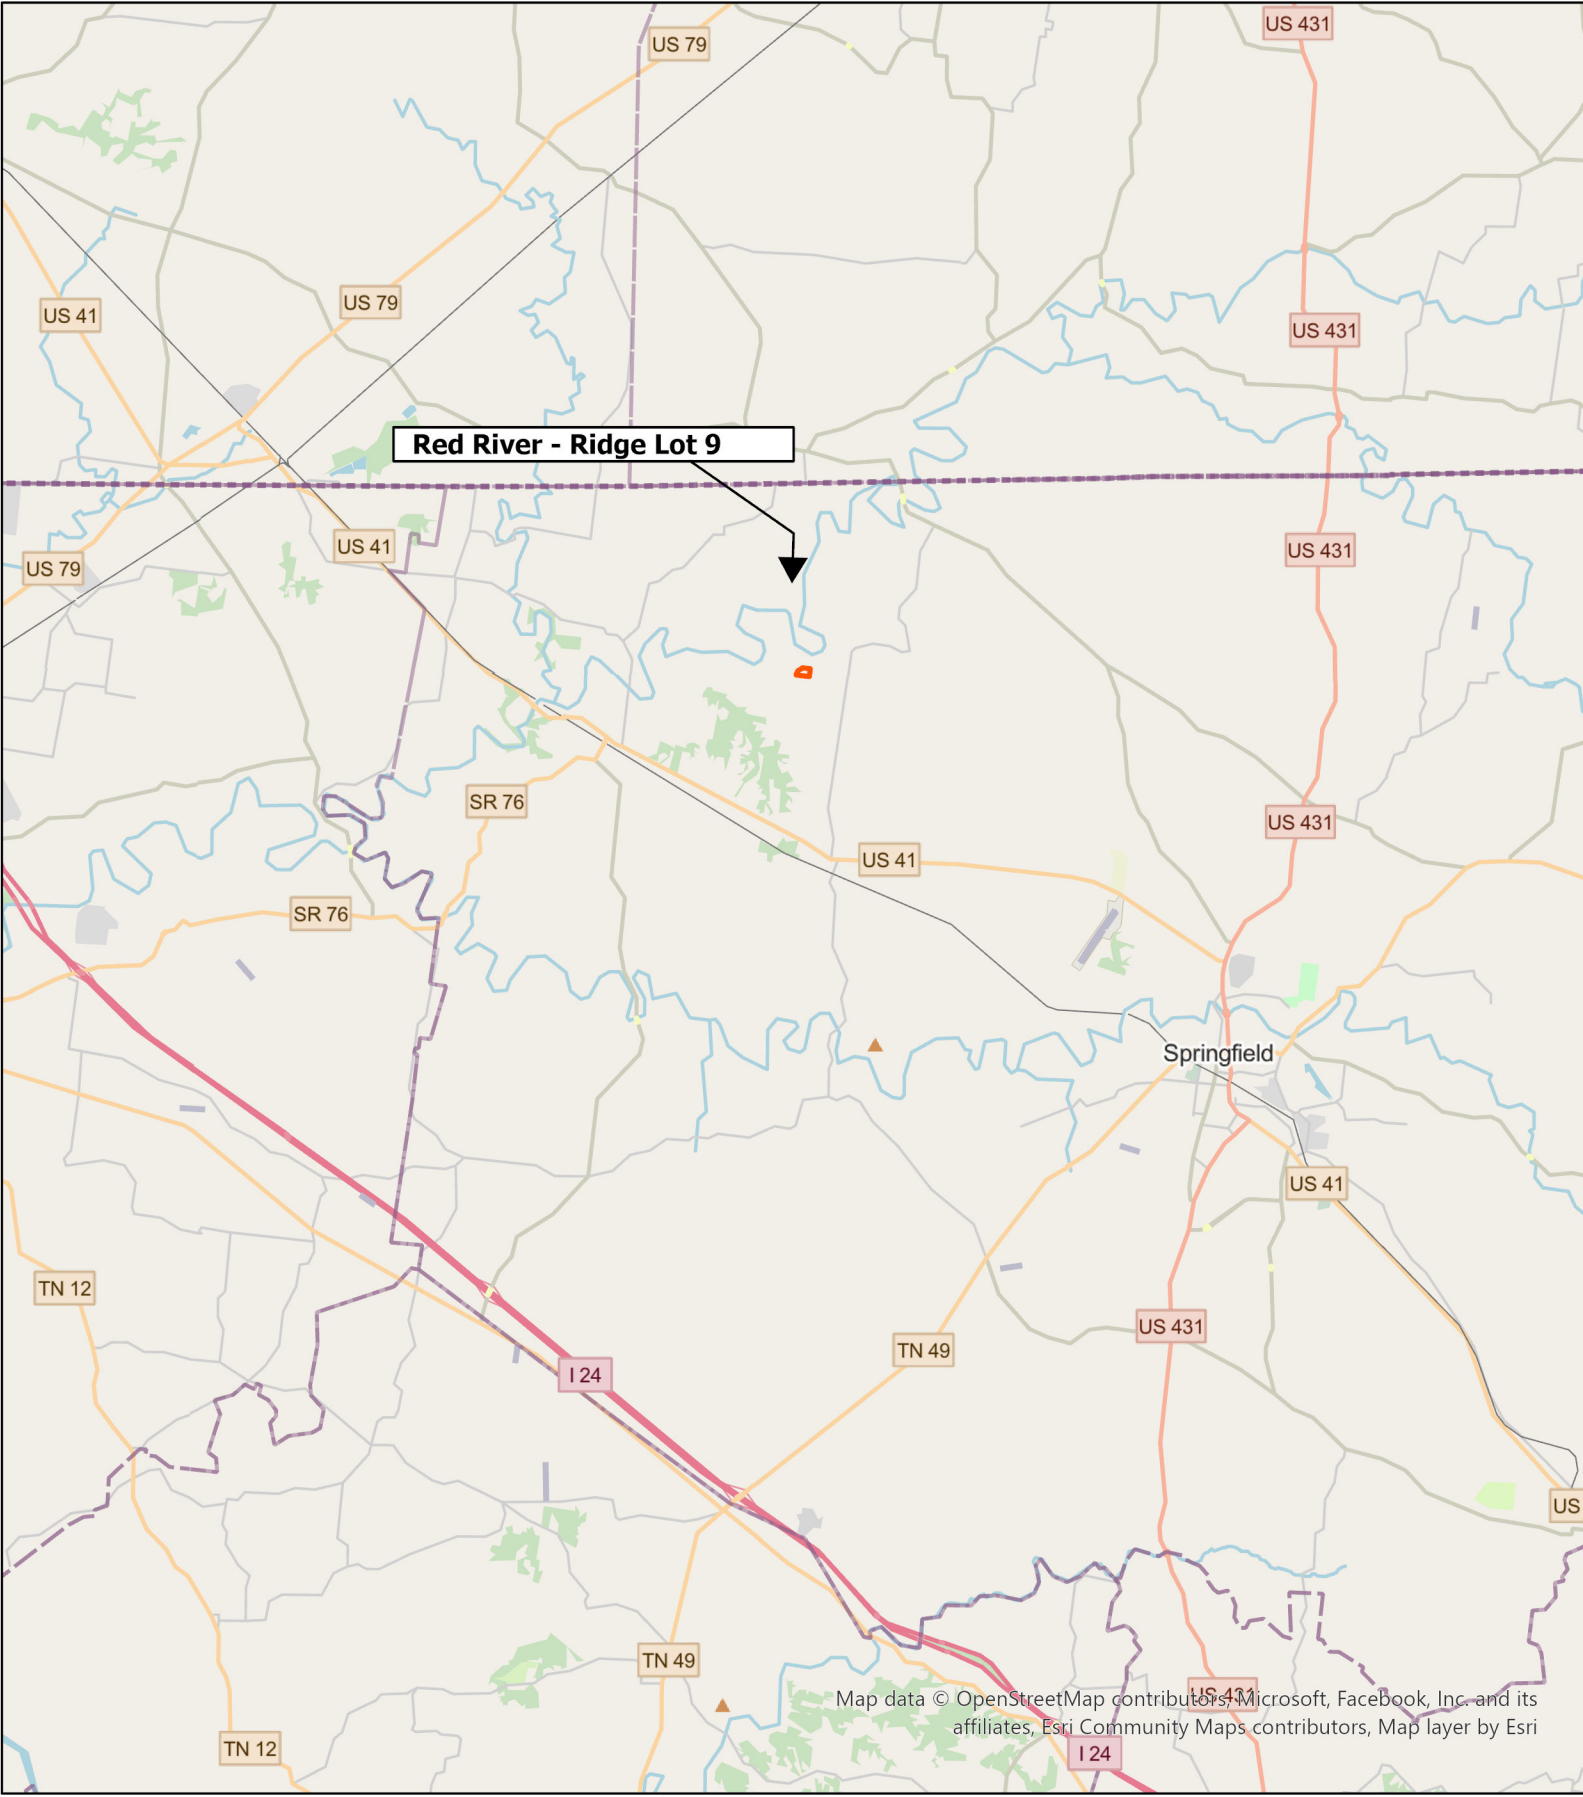 US 431
US 79
US 79
US 41
US 431
Red River - Ridge Lot 9
US 41
US 431
US 79
SR 76
US 431
US 41
SR 76
Springfield
US 41
TN 12
US 431
TN 49
I 24
US
TN 49
US 431
Map data © OpenStreetMap contributors, Microsoft, Facebook, Inc. and its
affiliates, Esri Community Maps contributors, Map layer by Esri
TN 12
I 24